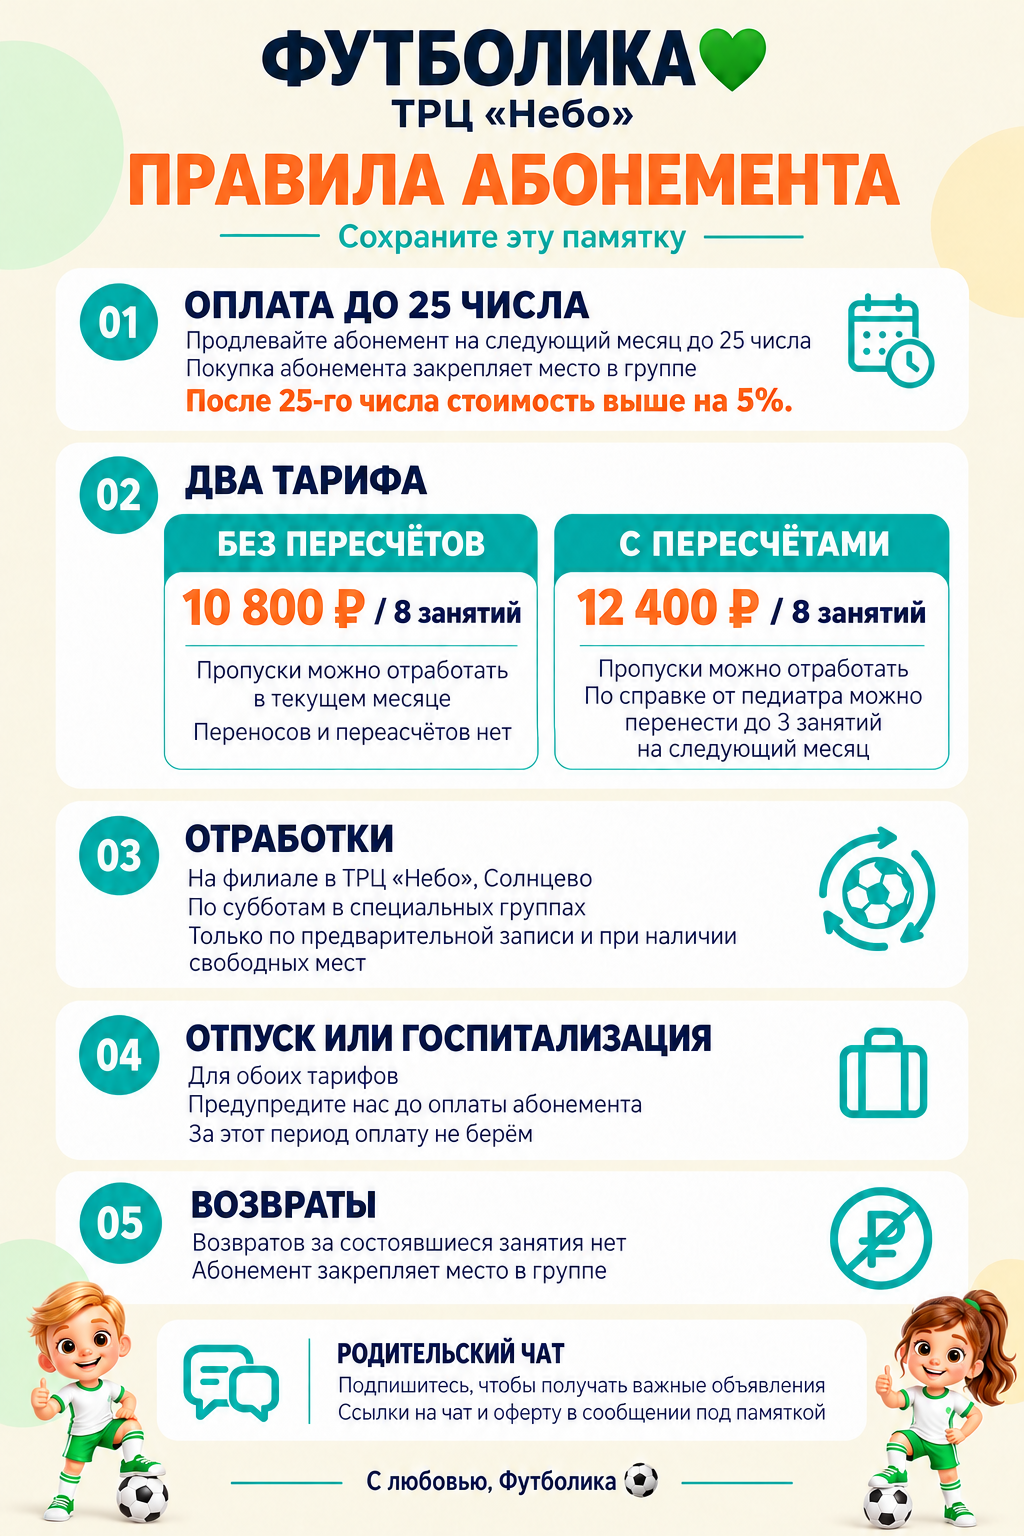 ФУТБОЛИКА
ТРЦ «Небо»
ПРАВИЛА АБОНЕМЕНТА
Сохраните эту памятку
01
ОПЛАТА ДО 25 ЧИСЛА
Продлевайте абонемент на следующий месяц до 25 числа
Покупка абонемента закрепляет место в группе
После 25-го числа стоимость выше на 5%.
02
ДВА ТАРИФА
БЕЗ ПЕРЕСЧЁТОВ
10 800 ₽ / 8 занятий
Пропуски можно отработать
в текущем месяце
Переносов и переасчётов нет
С ПЕРЕСЧЁТАМИ
12 400 ₽ / 8 занятий
Пропуски можно отработать
По справке от педиатра можно
перенести до 3 занятий
на следующий месяц
03
ОТРАБОТКИ
На филиале в ТРЦ «Небо», Солнцево
По субботам в специальных группах
Только по предварительной записи и при наличии
свободных мест
04
ОТПУСК ИЛИ ГОСПИТАЛИЗАЦИЯ
Для обоих тарифов
Предупредите нас до оплаты абонемента
За этот период оплату не берём
05
ВОЗВРАТЫ
Возвратов за состоявшиеся занятия нет
Абонемент закрепляет место в группе
₽
РОДИТЕЛЬСКИЙ ЧАТ
Подпишитесь, чтобы получать важные объявления
Ссылки на чат и оферту в сообщении под памяткой
С любовью, Футболика